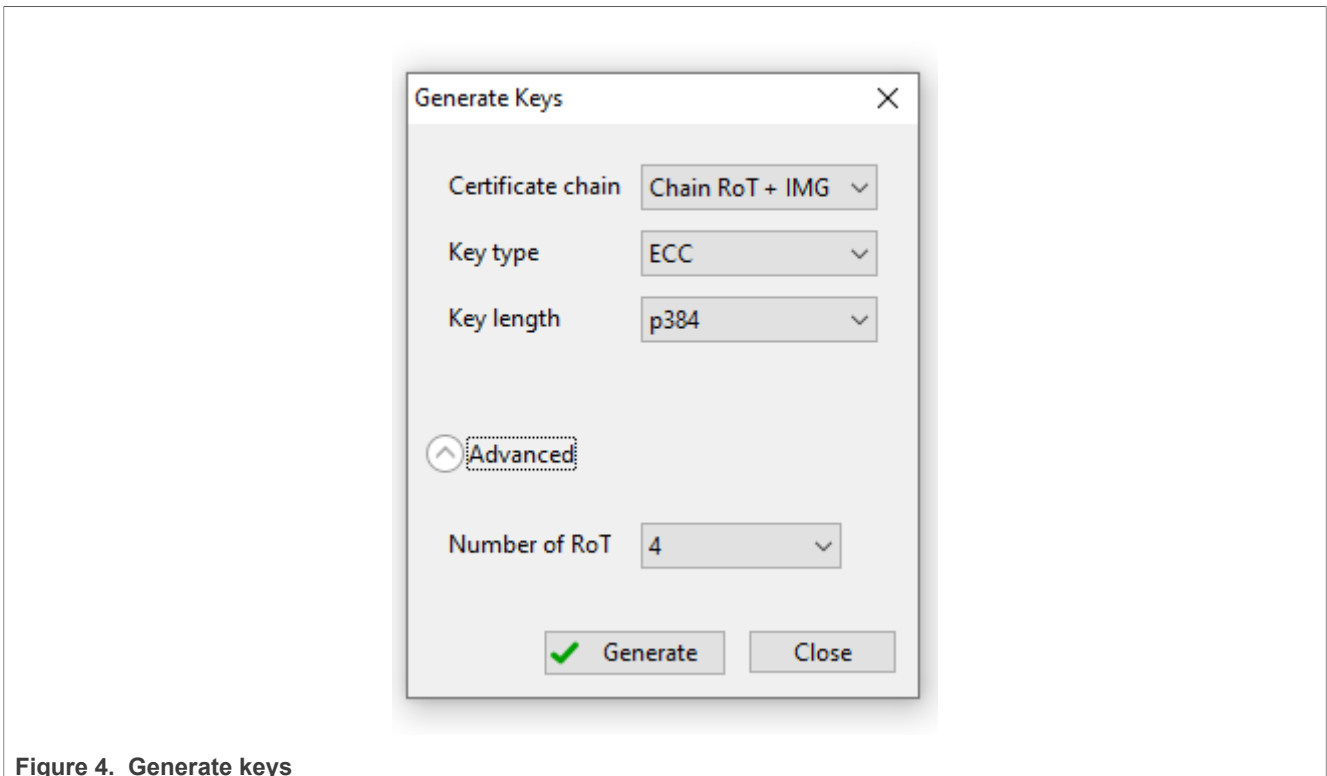 Generate Keys
Certificate chain Chain RoT + IMG
Key type ECC
Key length p384
Advanced
Number of RoT 4
Generate Close
Figure 4. Generate keys